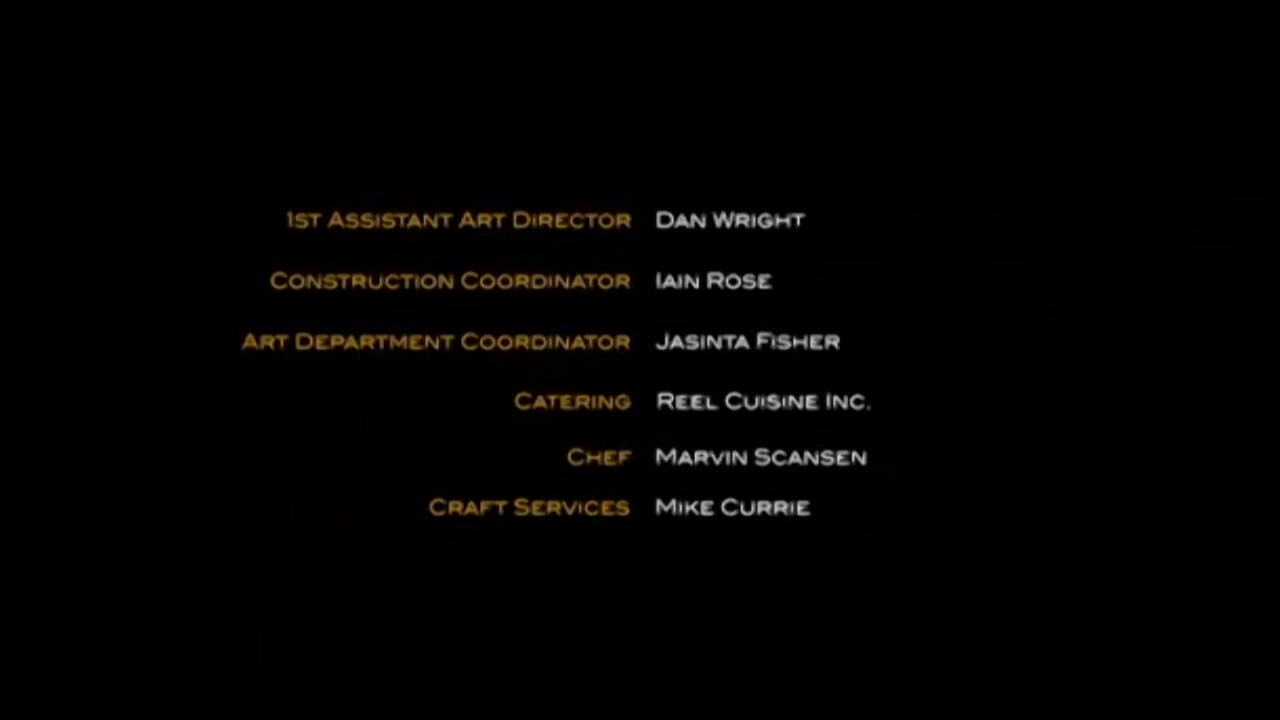 1st Assistant Art Director Dan Wright
Construction Coordinator Iain Rose
Art Department Coordinator Jasinta Fisher
Catering Reel Cuisine Inc.
Chef Marvin Scansen
Craft Services Mike Currie